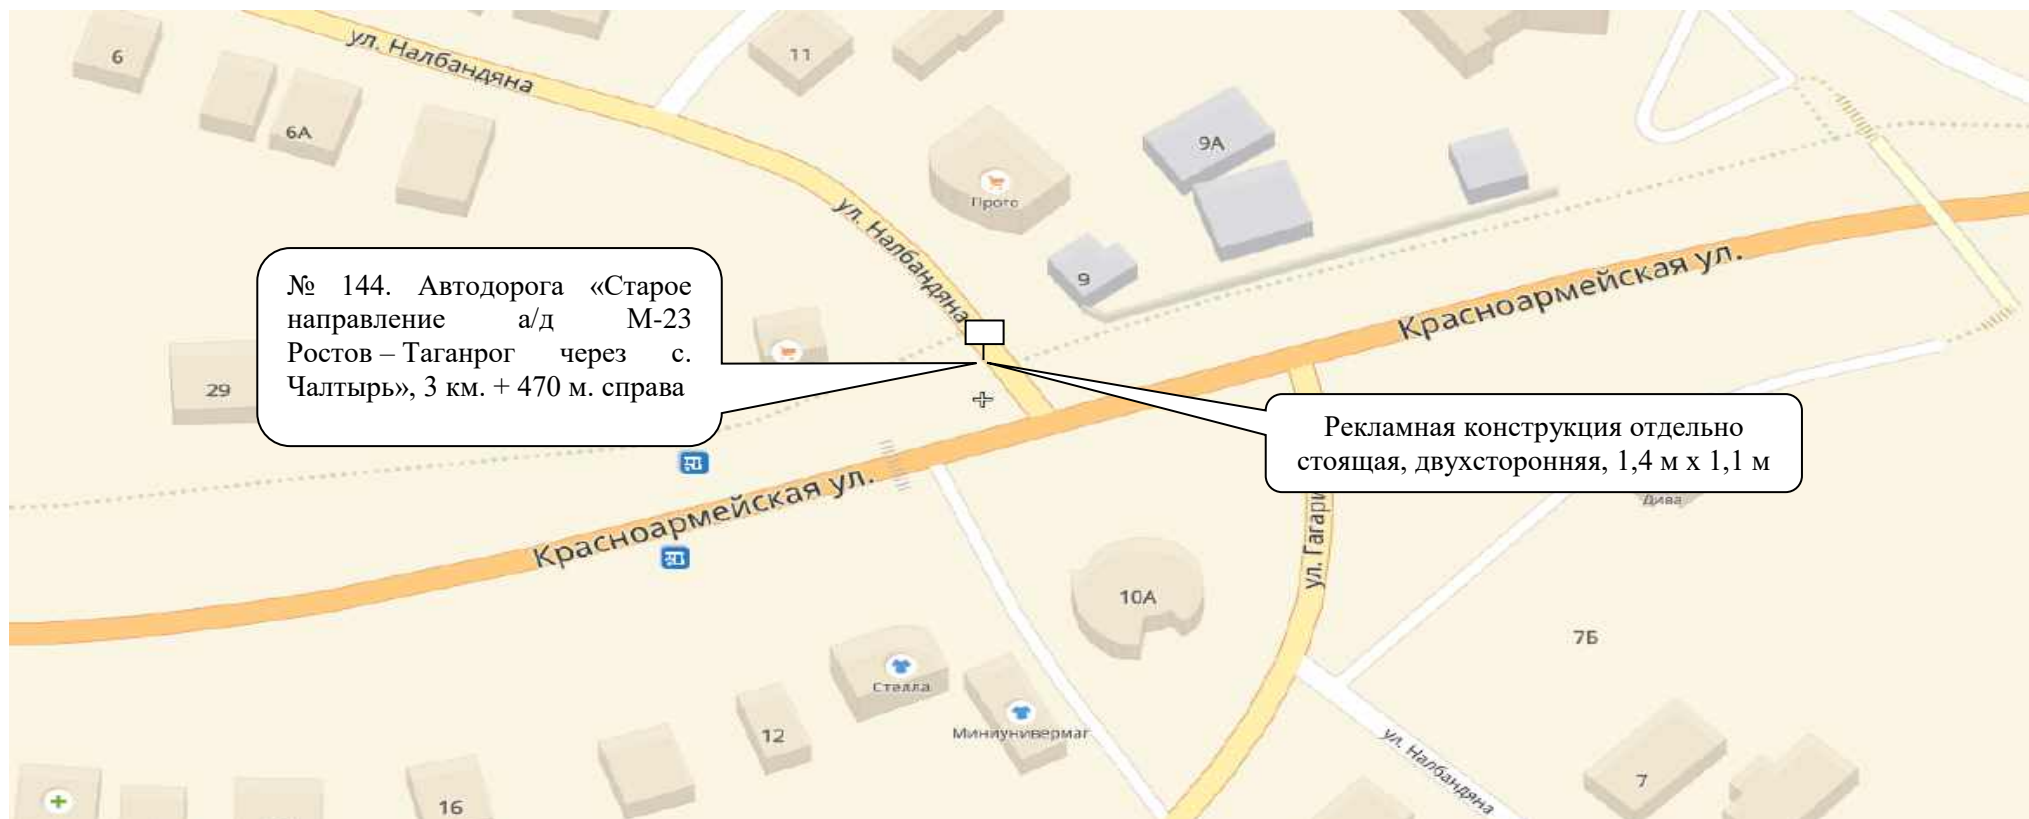 ул. Налбандяна
6
11
6А
9А
Прото
ул. Налбандяна
9
Красноармейская ул.
№ 144. Автодорога «Старое
направление а/д М-23
Ростов – Таганрог через с.
Чалтырь», 3 км. + 470 м. справа
29
Рекламная конструкция отдельно
стоящая, двухсторонняя, 1,4 м х 1,1 м
Дива
Красноармейская ул.
ул. Гагари
10А
7Б
Стелла
12
Миниунивермаг
ул. Налбандяна
7
16